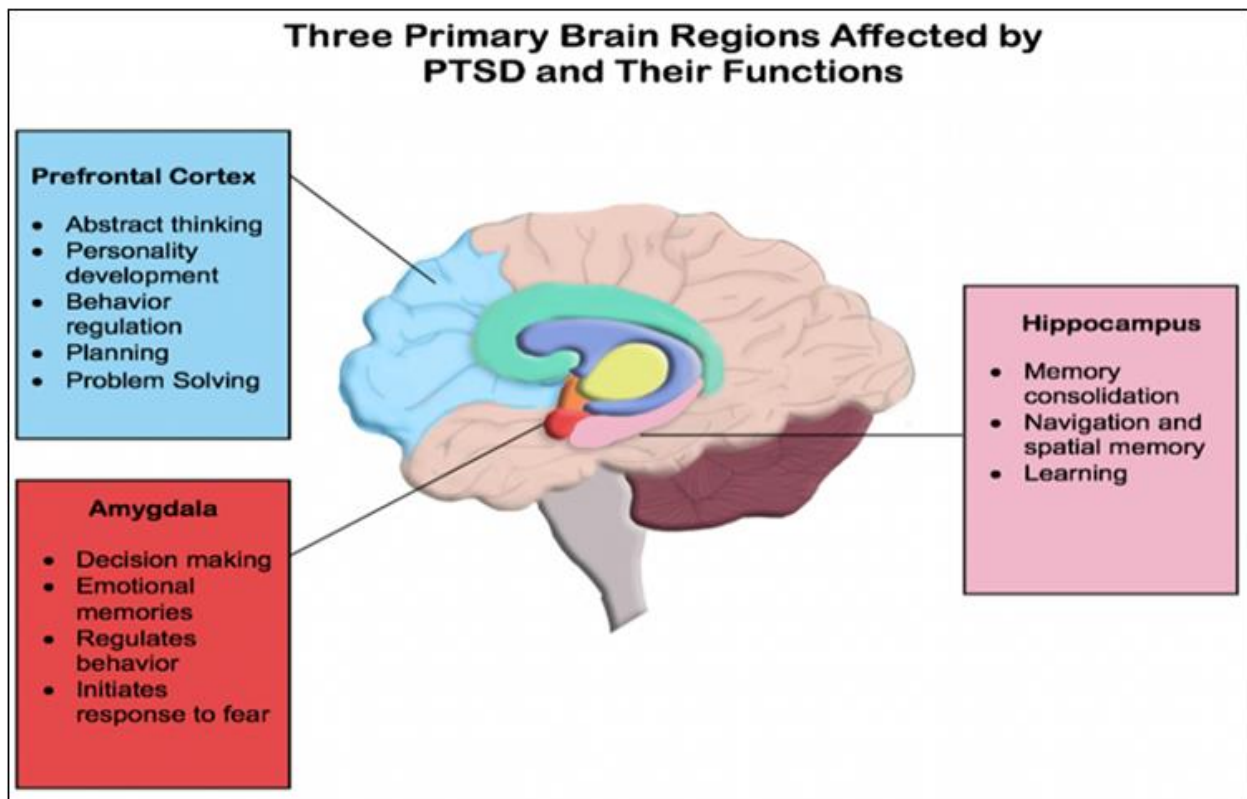 Three Primary Brain Regions Affected by
PTSD and Their Functions
Prefrontal Cortex
• Abstract thinking
• Personality
development
• Behavior
regulation
• Planning
• Problem Solving
Amygdala
• Decision making
• Emotional
memories
• Regulates
behavior
• Initiates
response to fear
Hippocampus
• Memory
consolidation
• Navigation and
spatial memory
• Learning